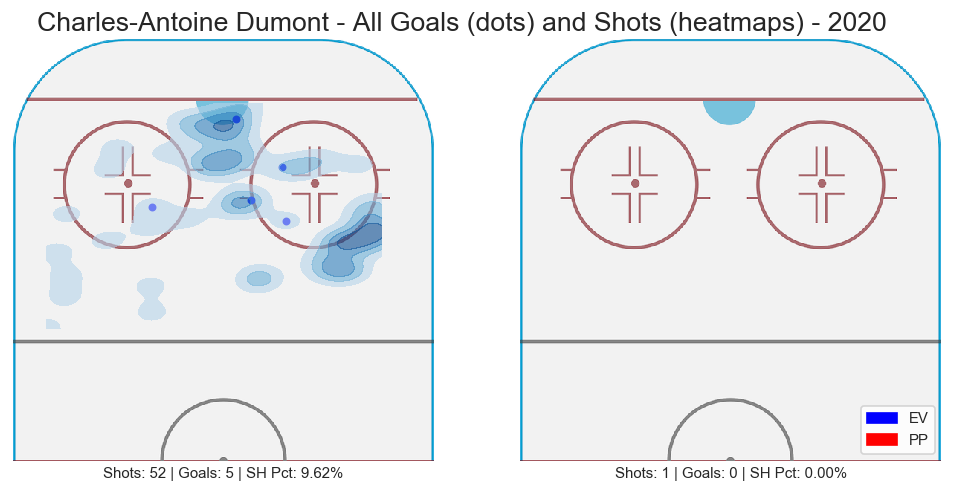 Charles-Antoine Dumont - All Goals (dots) and Shots (heatmaps) - 2020
EV
PP
Shots: 52 | Goals: 5 | SH Pct: 9.62%
Shots: 1 | Goals: 0 | SH Pct: 0.00%